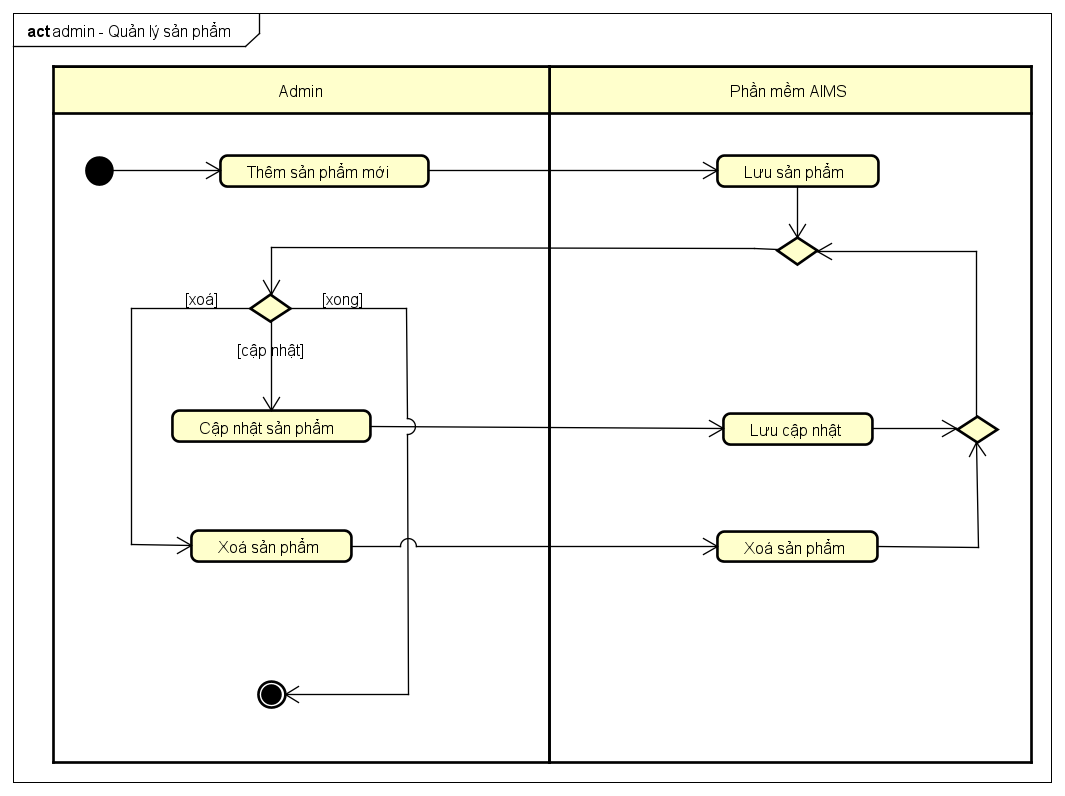 act admin - Quản lý sản phẩm
Admin
Phần mềm AIMS
Thêm sản phẩm mới
Lưu sản phẩm
[xoá]
[xong]
[cập nhật]
Cập nhật sản phẩm
Lưu cập nhật
Xoá sản phẩm
Xoá sản phẩm